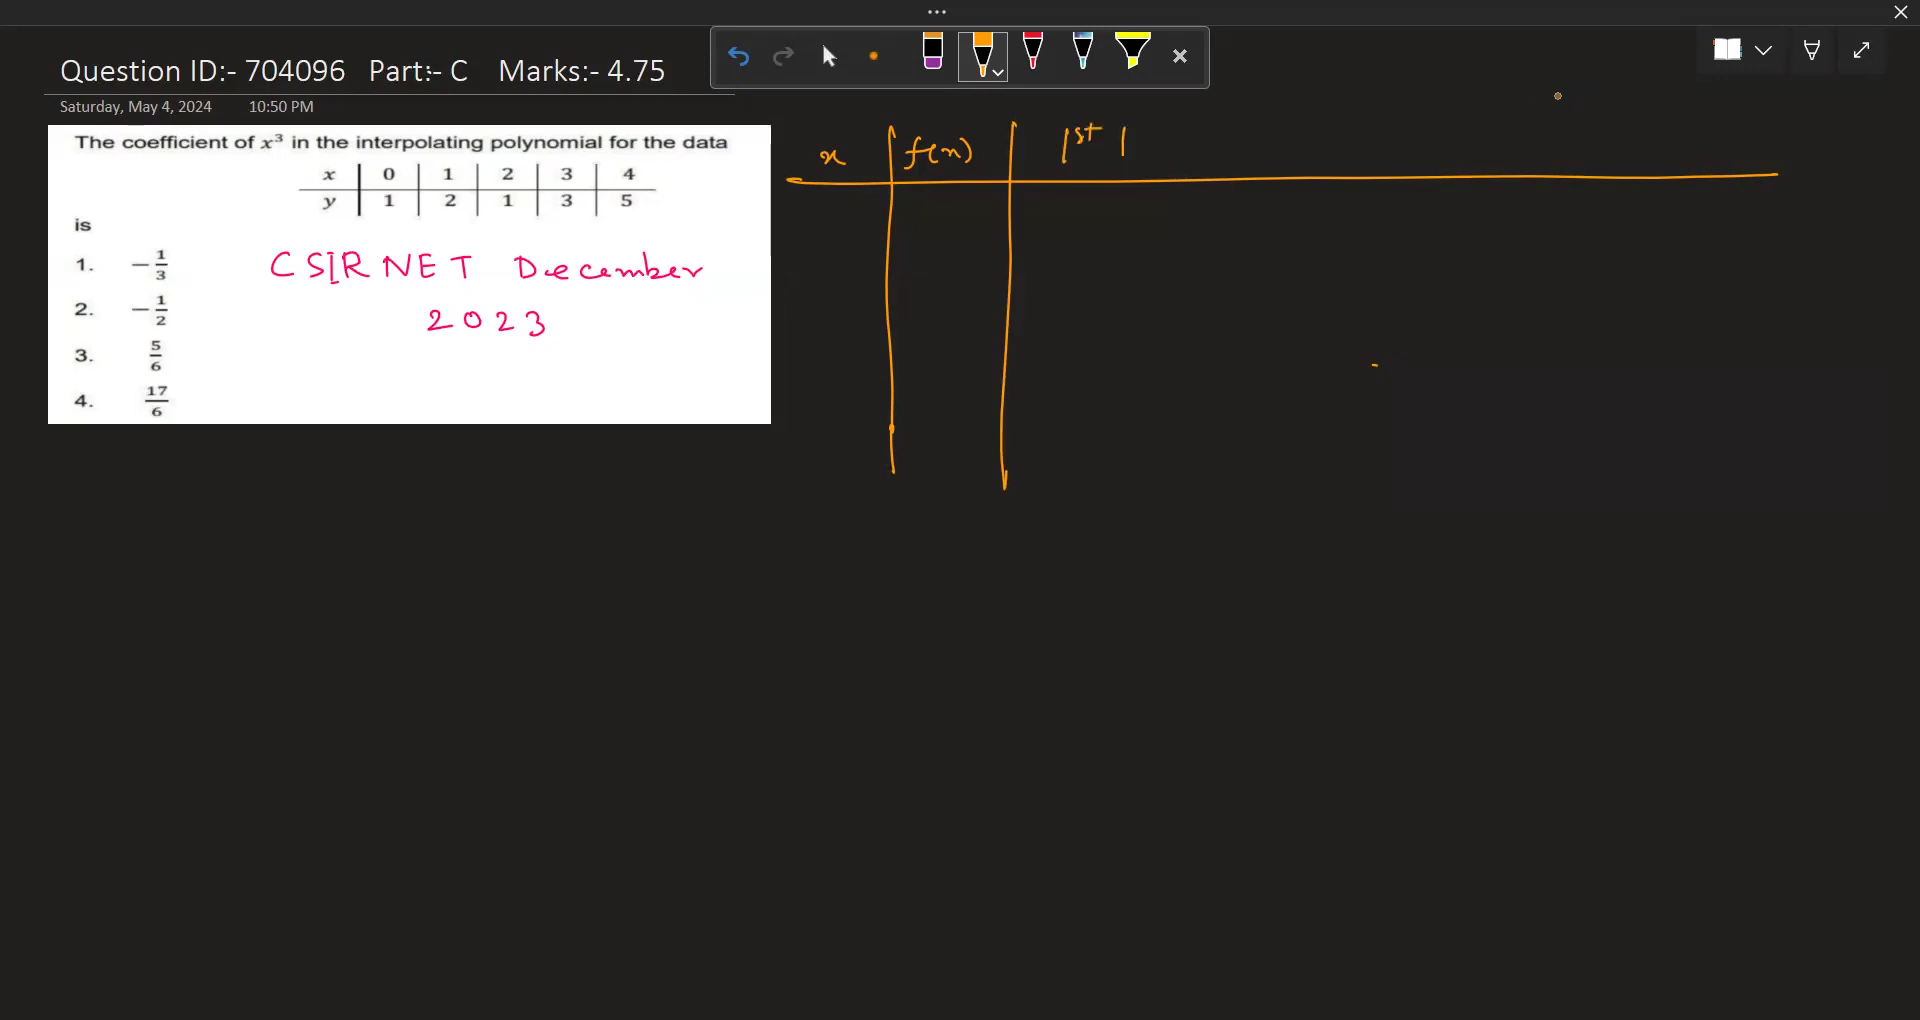 Question ID:- 704096 Part:- C Marks:- 4.75
Saturday, May 4, 2024 10:50 PM
The coefficient of x³ in the interpolating polynomial for the data
x 0 1 2 3 4
y 1 2 1 3 5
is
1. -1/3
2. -1/2
3. 5/6
4. 17/6
CSIR NET December
2023
x f(x) 1st